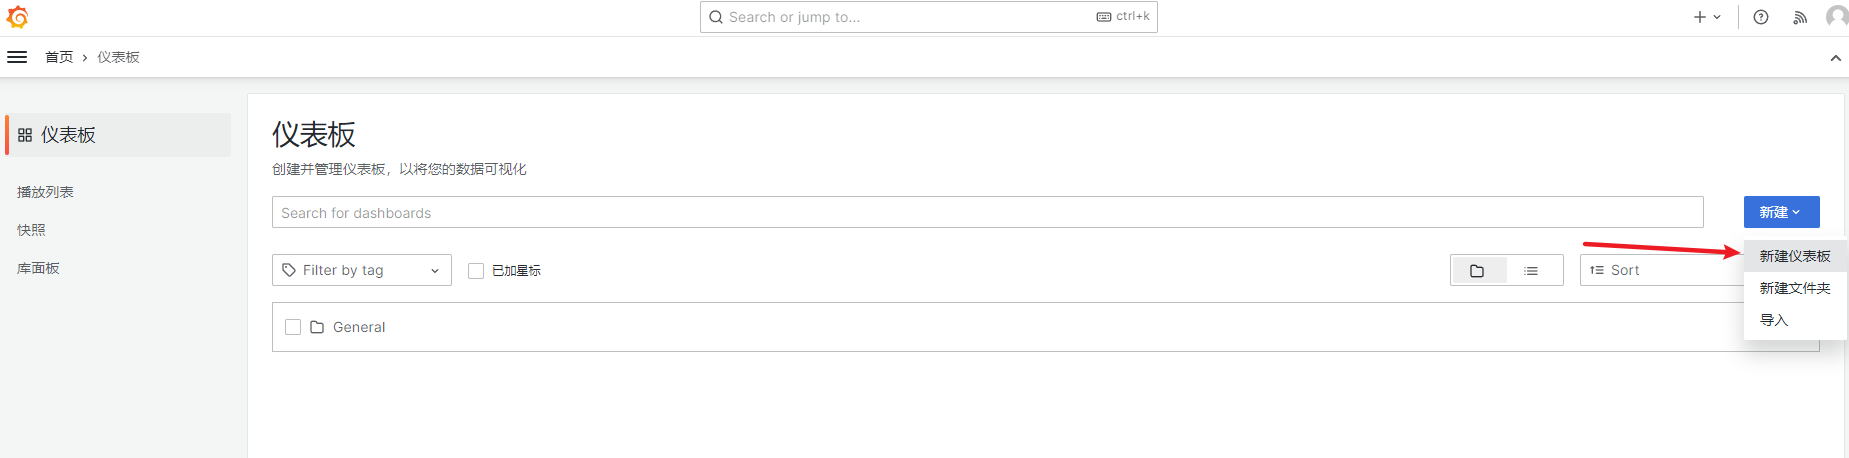 Search or jump to...
ctrl+k
首页 › 仪表板
仪表板
播放列表
快照
库面板
仪表板
创建并管理仪表板，以将您的数据可视化
Search for dashboards
新建
新建仪表板
新建文件夹
导入
Filter by tag
已加星标
Sort
General